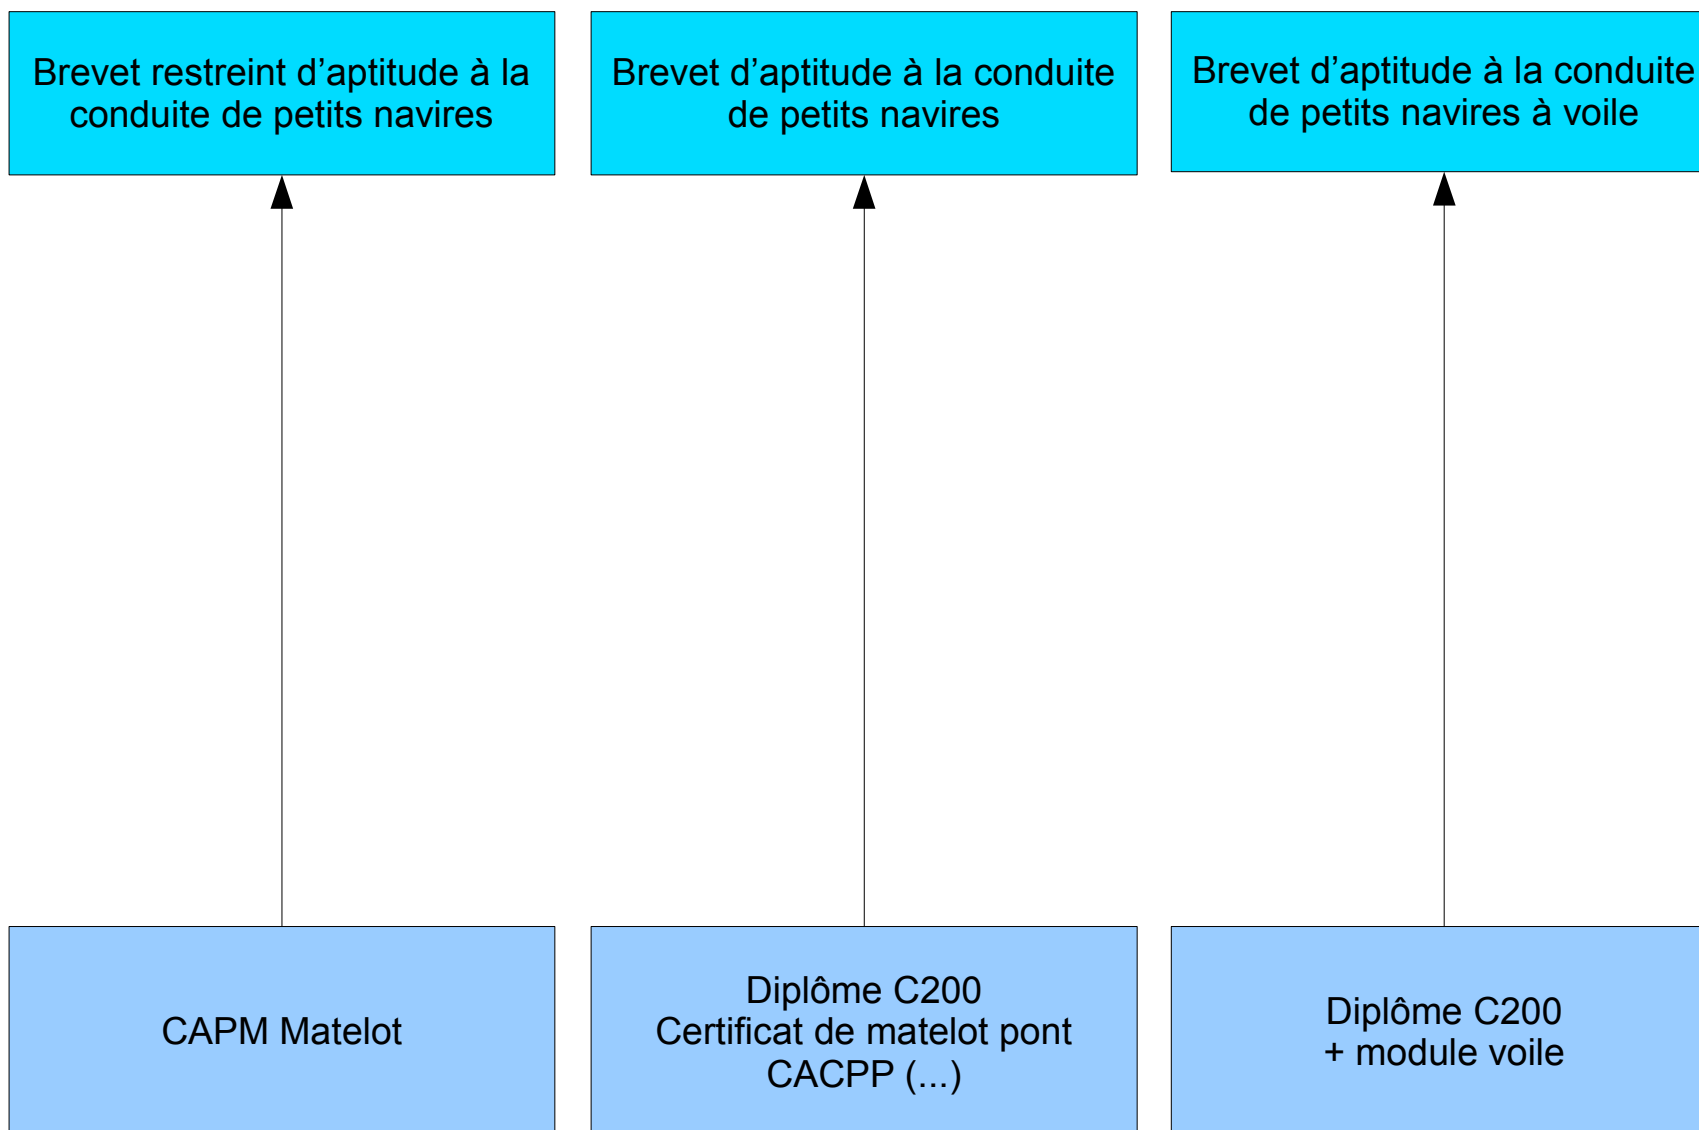 Brevet restreint d’aptitude à la
conduite de petits navires
Brevet d’aptitude à la conduite
de petits navires
Brevet d’aptitude à la conduite
de petits navires à voile
CAPM Matelot
Diplôme C200
Certificat de matelot pont
CACPP (...)
Diplôme C200
+ module voile